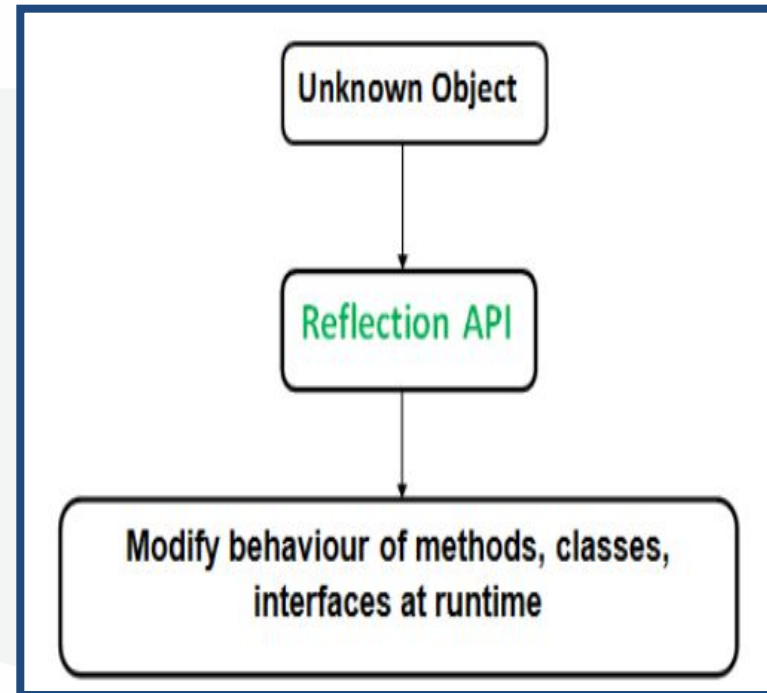 Unknown Object
Reflection API
Modify behaviour of methods, classes,
interfaces at runtime